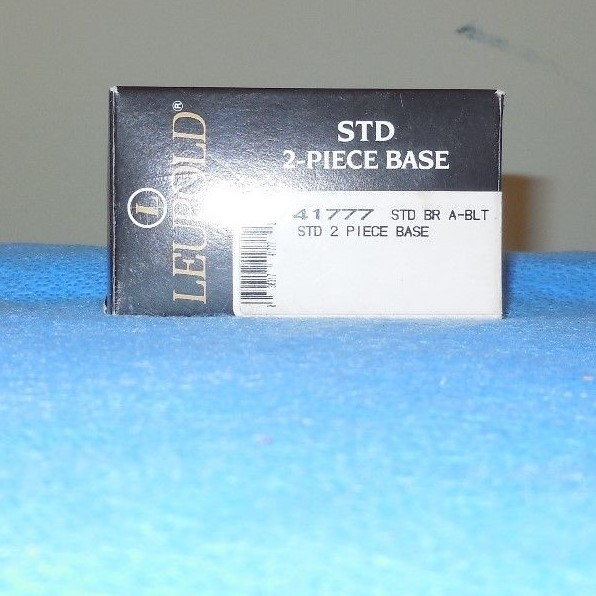 LEUPOLD®
L
STD
2-PIECE BASE
41777 STD BR A-BLT
STD 2 PIECE BASE